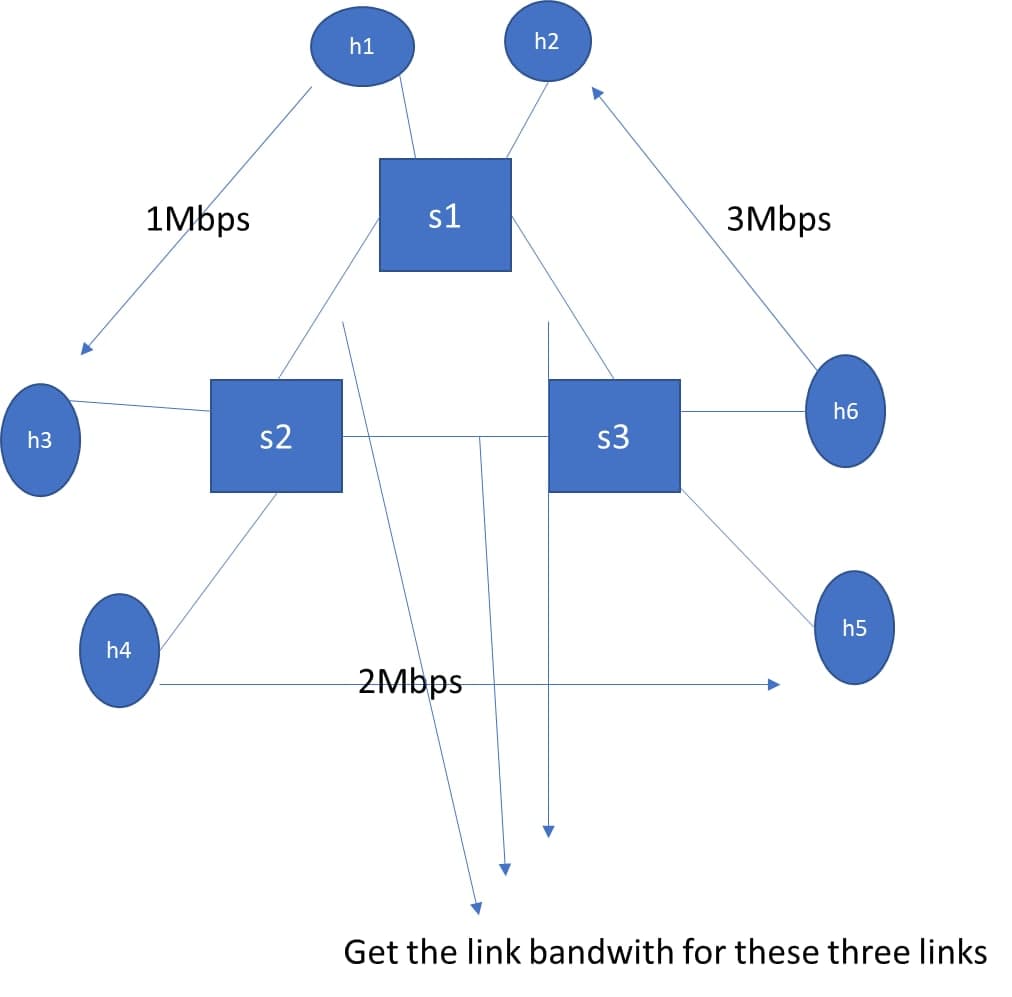 h1
h2
s1
1Mbps
3Mbps
h3
s2
s3
h6
h4
h5
2Mbps
Get the link bandwith for these three links